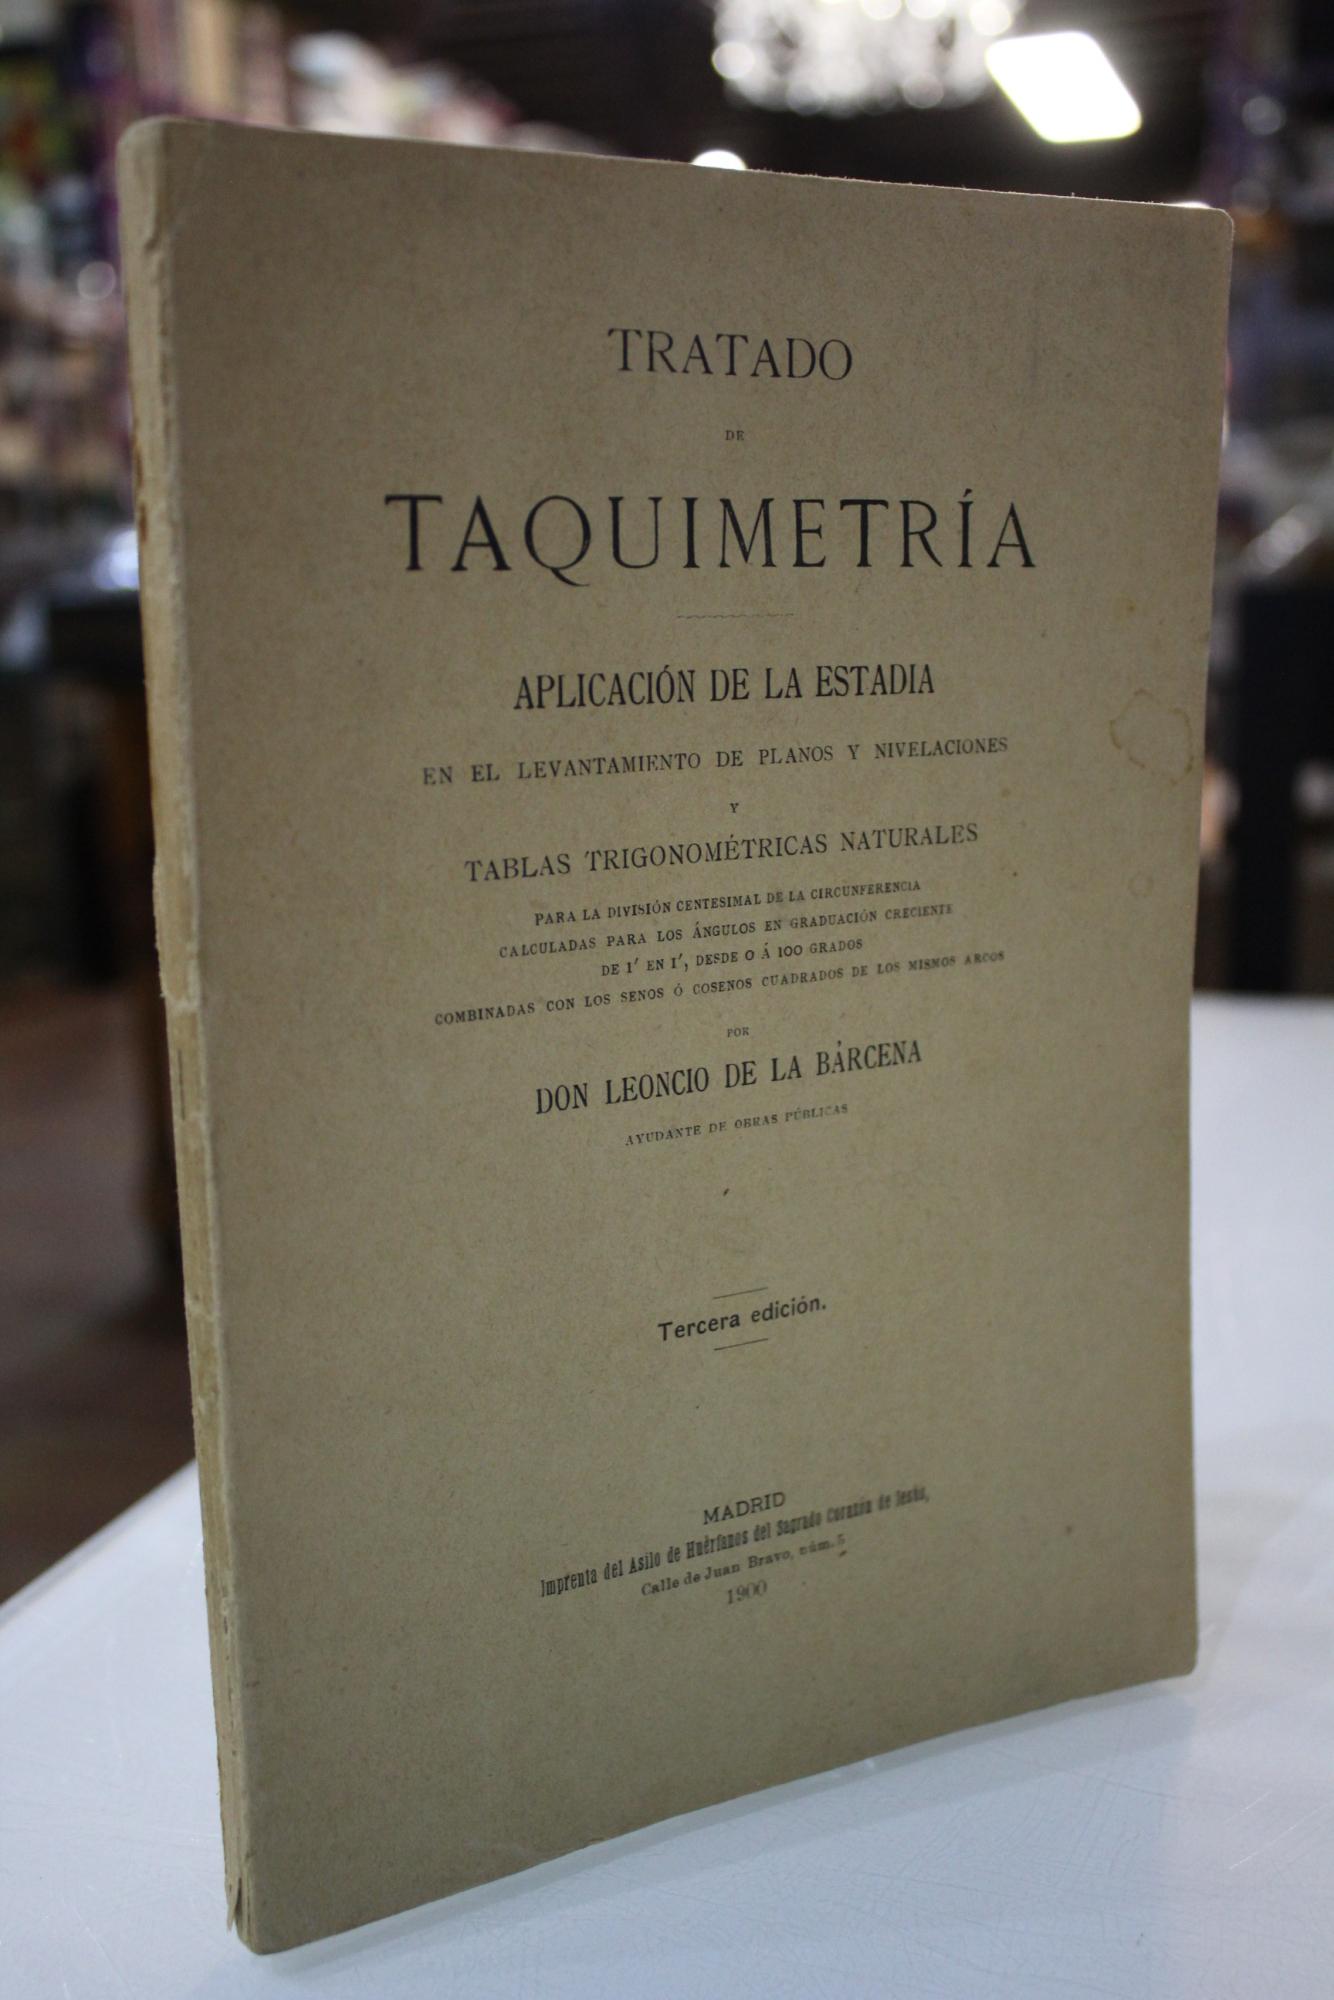 TRATADO
DE
TAQUIMETRÍA
APLICACIÓN DE LA ESTADIA
EN EL LEVANTAMIENTO DE PLANOS Y NIVELACIONES
Y
TABLAS TRIGONOMÉTRICAS NATURALES
PARA LA DIVISIÓN CENTESIMAL DE LA CIRCUNFERENCIA
CALCULADAS PARA LOS ÁNGULOS EN GRADUACIÓN CRECIENTE
DE 1′ EN 1′, DESDE 0 Á 100 GRADOS
COMBINADAS CON LOS SENOS Ó COSENOS CUADRADOS DE LOS MISMOS ARCOS
POR
DON LEONCIO DE LA BÁRCENA
AYUDANTE DE OBRAS PÚBLICAS
Tercera edición.
MADRID
Imprenta del Asilo de Huérfanos del Sagrado Corazón de Jesús,
Calle de Juan Bravo, núm. 5
1900